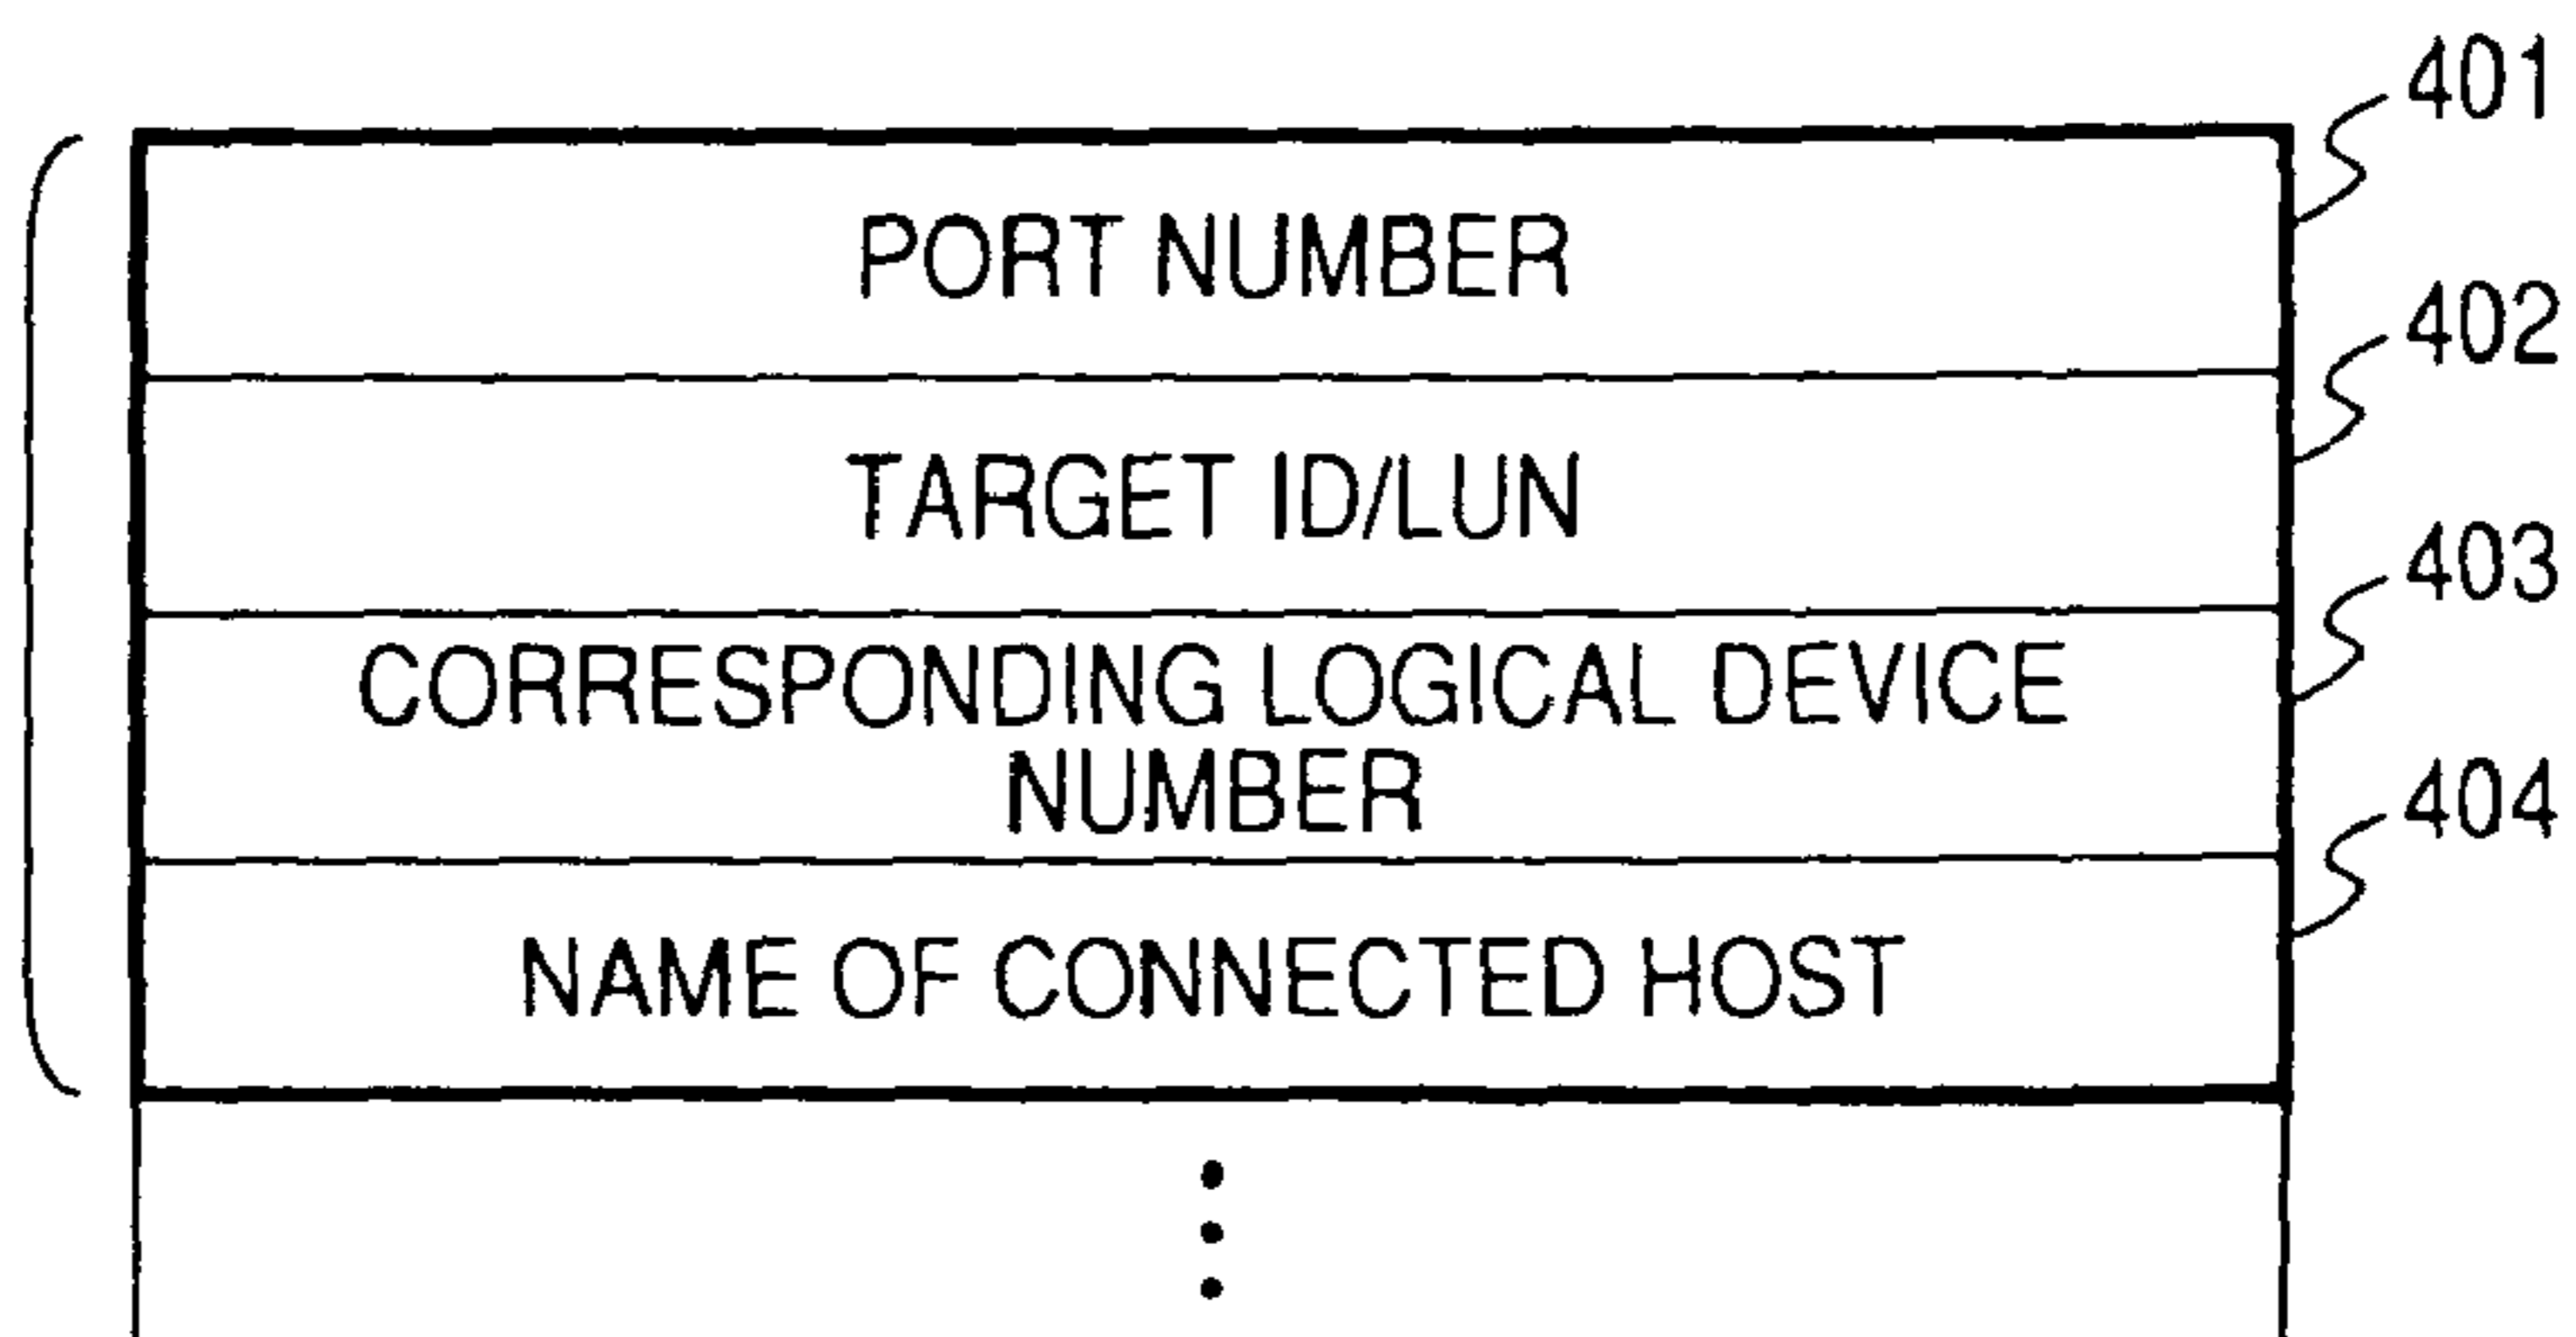 401
PORT NUMBER
402
TARGET ID/LUN
403
CORRESPONDING LOGICAL DEVICE
NUMBER
404
NAME OF CONNECTED HOST